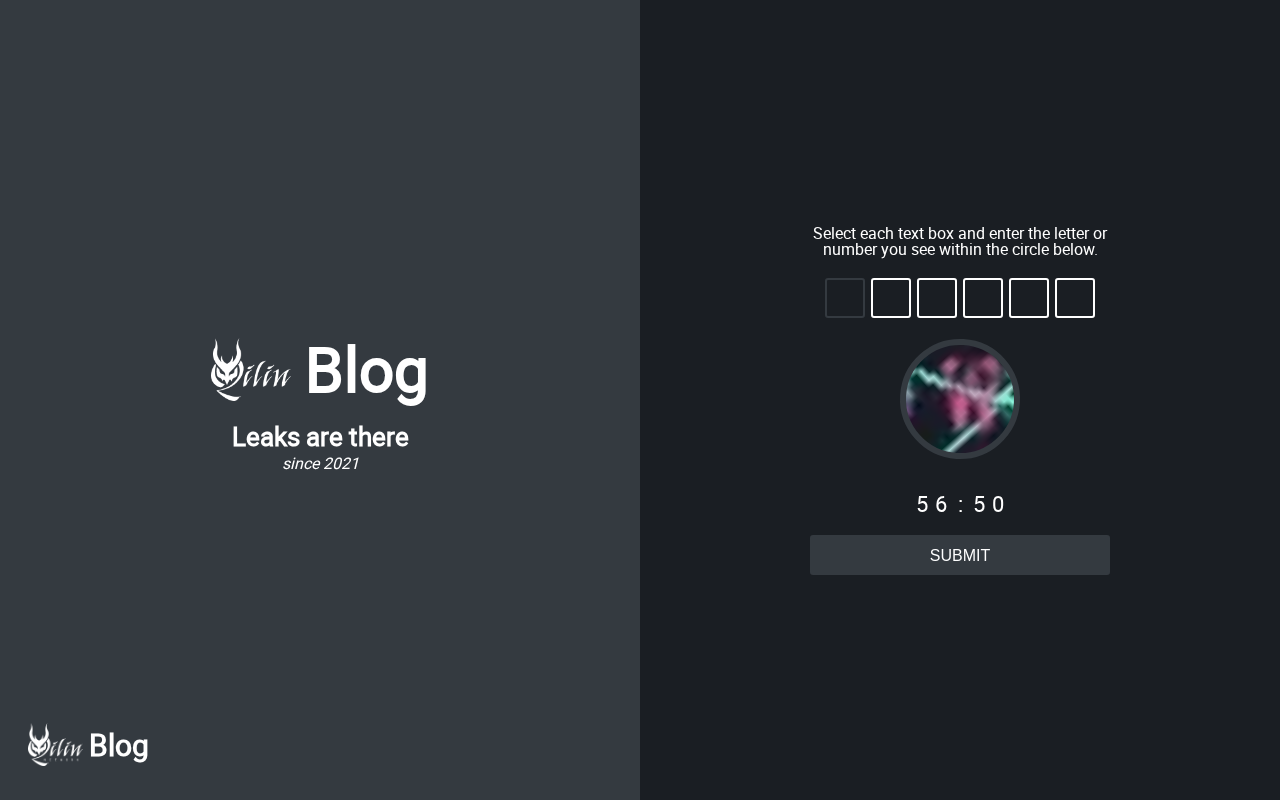 Qilin Blog
Leaks are there
since 2021
Qilin Blog
Select each text box and enter the letter or
number you see within the circle below.
56:50
SUBMIT